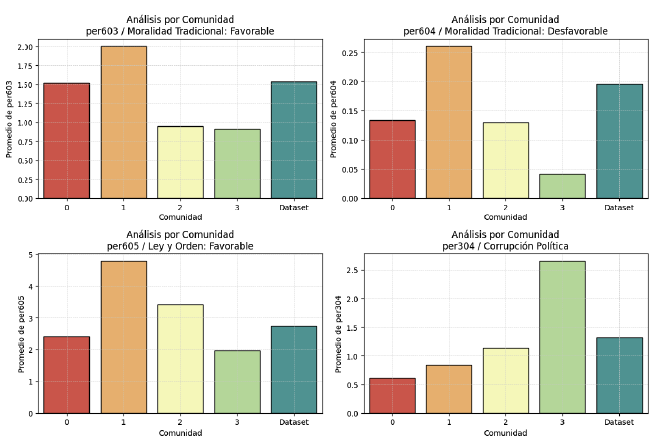 Análisis por Comunidad
per603 / Moralidad Tradicional: Favorable
Promedio de per603
2.00
1.75
1.50
1.25
1.00
0.75
0.50
0.25
0.00
0
1
2
3
Dataset
Comunidad
Análisis por Comunidad
per604 / Moralidad Tradicional: Desfavorable
Promedio de per604
0.25
0.20
0.15
0.10
0.05
0.00
0
1
2
3
Dataset
Comunidad
Análisis por Comunidad
per605 / Ley y Orden: Favorable
Promedio de per605
5
4
3
2
1
0
0
1
2
3
Dataset
Comunidad
Análisis por Comunidad
per304 / Corrupción Política
Promedio de per304
2.5
2.0
1.5
1.0
0.5
0.0
0
1
2
3
Dataset
Comunidad